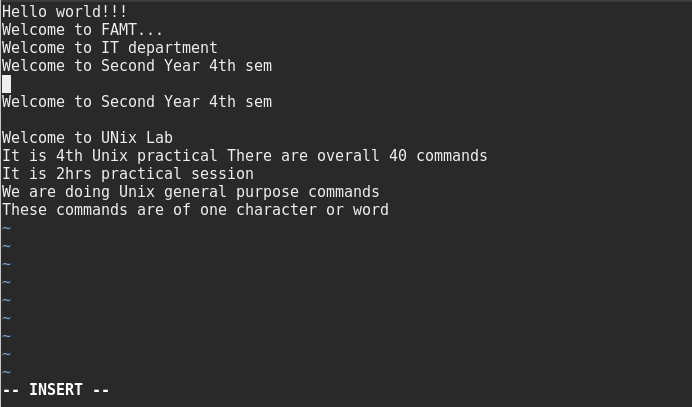 Hello world!!!
Welcome to FAMT...
Welcome to IT department
Welcome to Second Year 4th sem

Welcome to Second Year 4th sem

Welcome to UNix Lab
It is 4th Unix practical There are overall 40 commands
It is 2hrs practical session
We are doing Unix general purpose commands
These commands are of one character or word
~
~
~
~
~
~
~
~
~
-- INSERT --